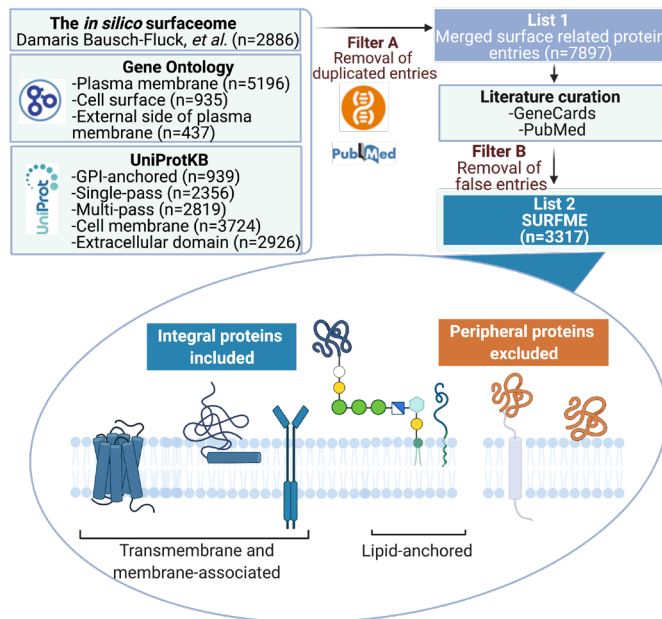 The in silico surfaceome
Damaris Bausch-Fluck, et al. (n=2886)
Gene Ontology
-Plasma membrane (n=5196)
-Cell surface (n=935)
-External side of plasma
membrane (n=437)
UniProt
UniProtKB
-GPI-anchored (n=939)
-Single-pass (n=2356)
-Multi-pass (n=2819)
-Cell membrane (n=3724)
-Extracellular domain (n=2926)
Filter A
Removal of
duplicated entries
PubMed
List 1
Merged surface related protein
entries (n=7897)
Literature curation
-GeneCards
-PubMed
Filter B
Removal of
false entries
List 2
SURFME
(n=3317)
Integral proteins
included
Peripheral proteins
excluded
Transmembrane and
membrane-associated
Lipid-anchored